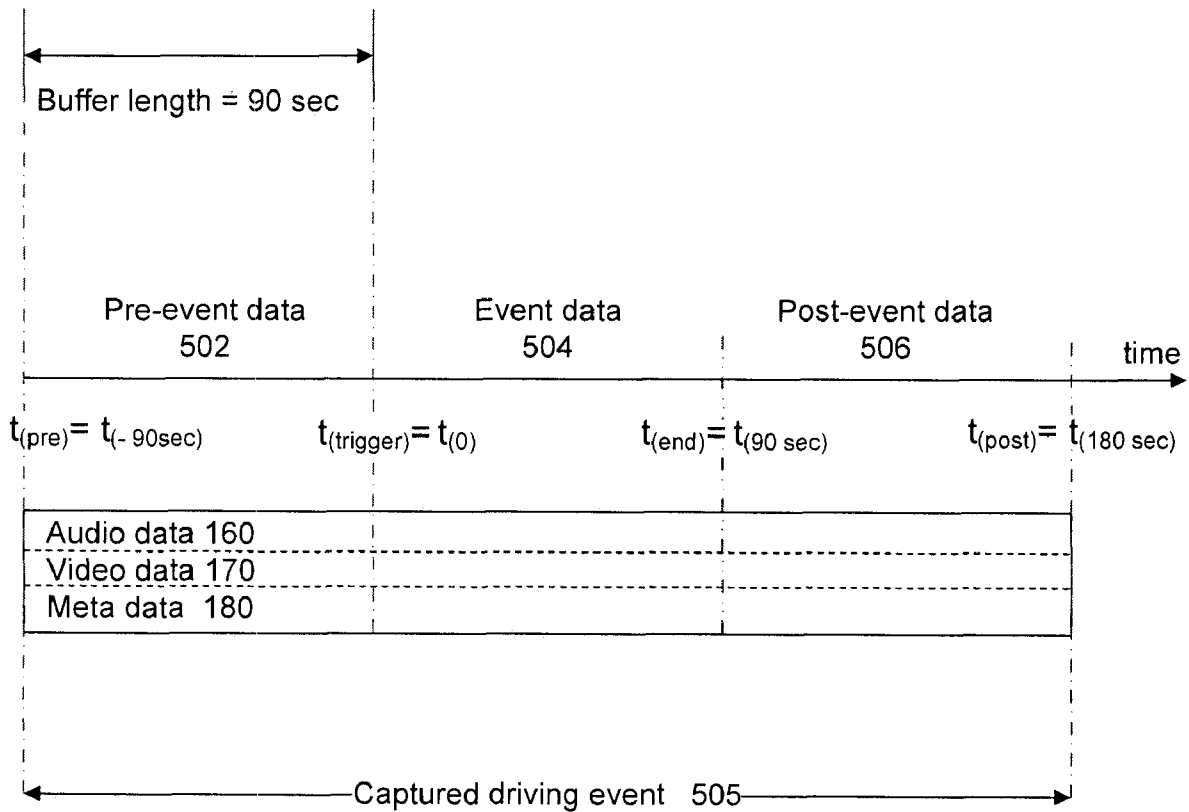 Buffer length = 90 sec
Pre-event data
502
Event data
504
Post-event data
506
time
t(pre)= t(- 90sec)
t(trigger)= t(0)
t(end)= t(90 sec)
t(post)= t(180 sec)
Audio data 160
Video data 170
Meta data 180
Captured driving event 505